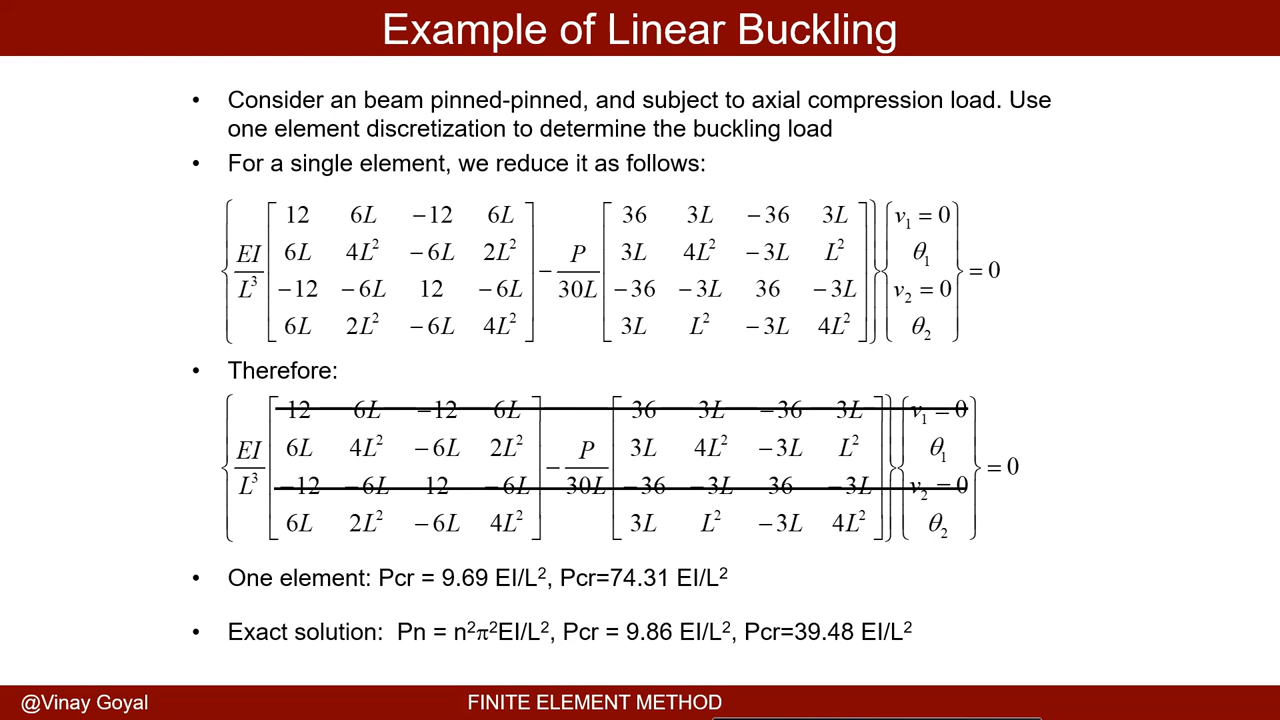 Example of Linear Buckling
• Consider an beam pinned-pinned, and subject to axial compression load. Use
one element discretization to determine the buckling load
• For a single element, we reduce it as follows:
12 6L −12 6L 36 3L −36 3L v₁ = 0
EI/L³ 6L 4L² −6L 2L² − P/30L 3L 4L² −3L L² θ₁ = 0
−12 −6L 12 −6L −36 −3L 36 −3L v₂ = 0
6L 2L² −6L 4L² 3L L² −3L 4L² θ₂
• Therefore:
12 6L −12 6L 36 3L −36 3L v₁ = 0
EI/L³ 6L 4L² −6L 2L² − P/30L 3L 4L² −3L L² θ₁ = 0
−12 −6L 12 −6L −36 −3L 36 −3L v₂ = 0
6L 2L² −6L 4L² 3L L² −3L 4L² θ₂
• One element: Pcr = 9.69 EI/L², Pcr=74.31 EI/L²
• Exact solution: Pn = n²π²EI/L², Pcr = 9.86 EI/L², Pcr=39.48 EI/L²
@Vinay Goyal
FINITE ELEMENT METHOD